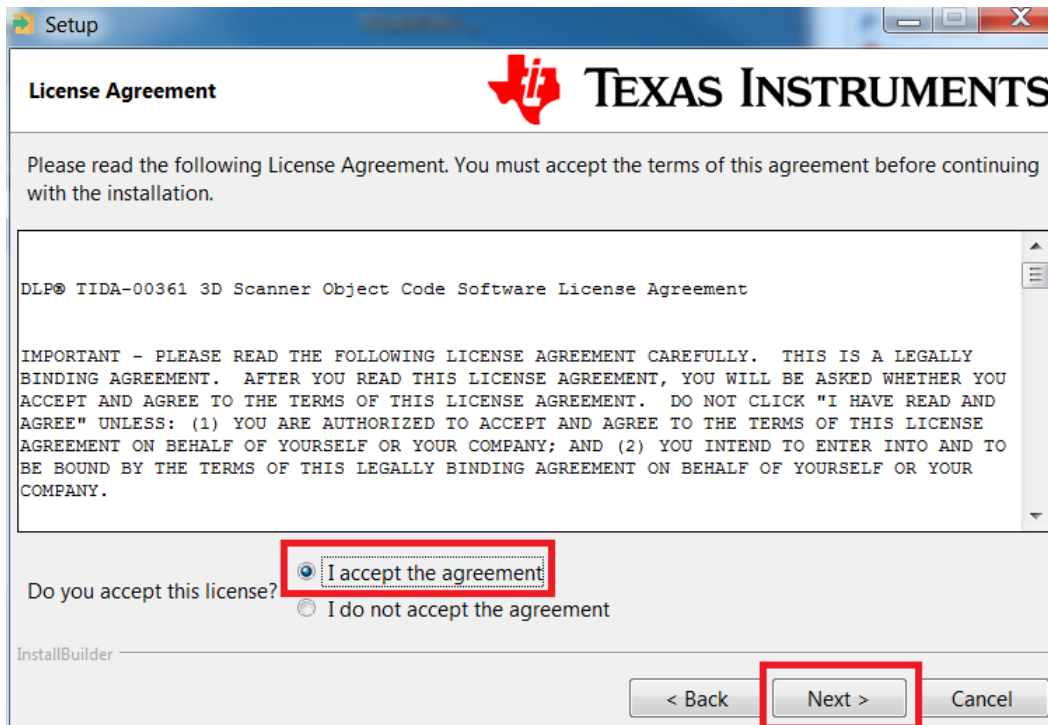 Setup
License Agreement
TEXAS INSTRUMENTS
Please read the following License Agreement. You must accept the terms of this agreement before continuing
with the installation.
DLP® TIDA-00361 3D Scanner Object Code Software License Agreement
IMPORTANT - PLEASE READ THE FOLLOWING LICENSE AGREEMENT CAREFULLY.  THIS IS A LEGALLY
BINDING AGREEMENT.  AFTER YOU READ THIS LICENSE AGREEMENT, YOU WILL BE ASKED WHETHER YOU
ACCEPT AND AGREE TO THE TERMS OF THIS LICENSE AGREEMENT.  DO NOT CLICK "I HAVE READ AND
AGREE" UNLESS: (1) YOU ARE AUTHORIZED TO ACCEPT AND AGREE TO THE TERMS OF THIS LICENSE
AGREEMENT ON BEHALF OF YOURSELF OR YOUR COMPANY; AND (2) YOU INTEND TO ENTER INTO AND TO
BE BOUND BY THE TERMS OF THIS LEGALLY BINDING AGREEMENT ON BEHALF OF YOURSELF OR YOUR
COMPANY.
Do you accept this license?
I accept the agreement
I do not accept the agreement
InstallBuilder
< Back
Next >
Cancel